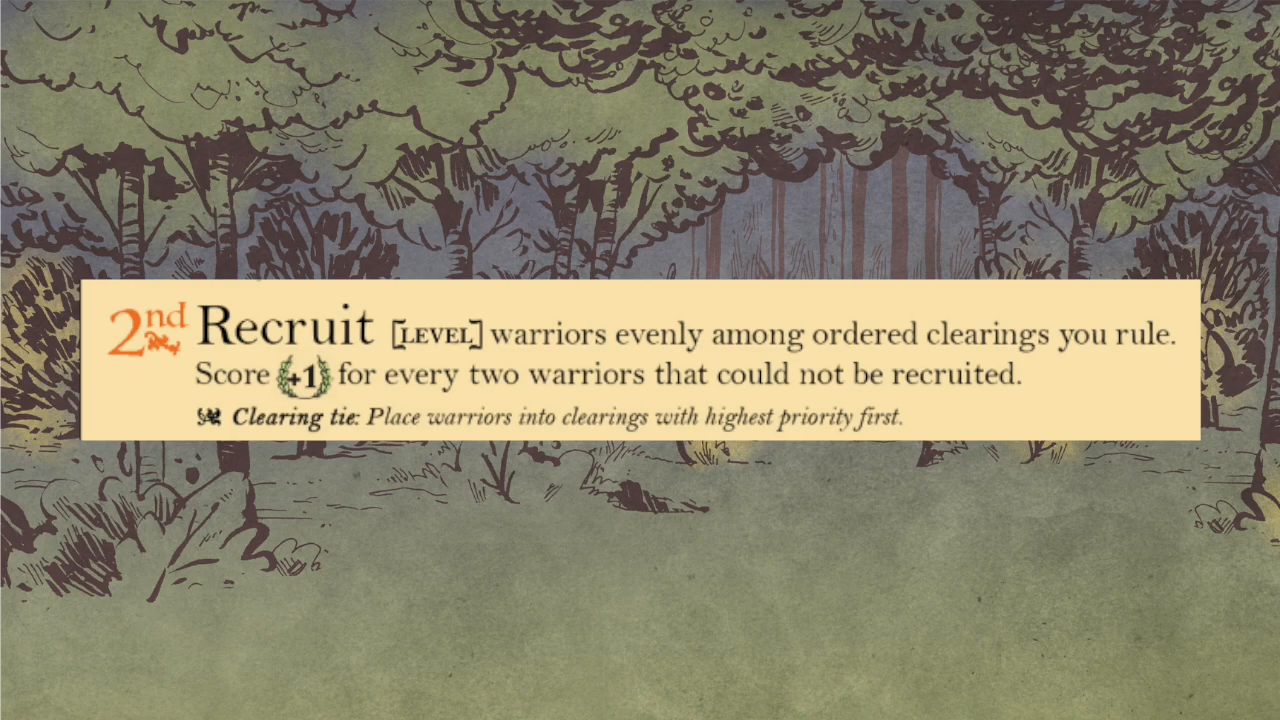 2nd Recruit [LEVEL] warriors evenly among ordered clearings you rule.
Score +1 for every two warriors that could not be recruited.
Clearing tie: Place warriors into clearings with highest priority first.